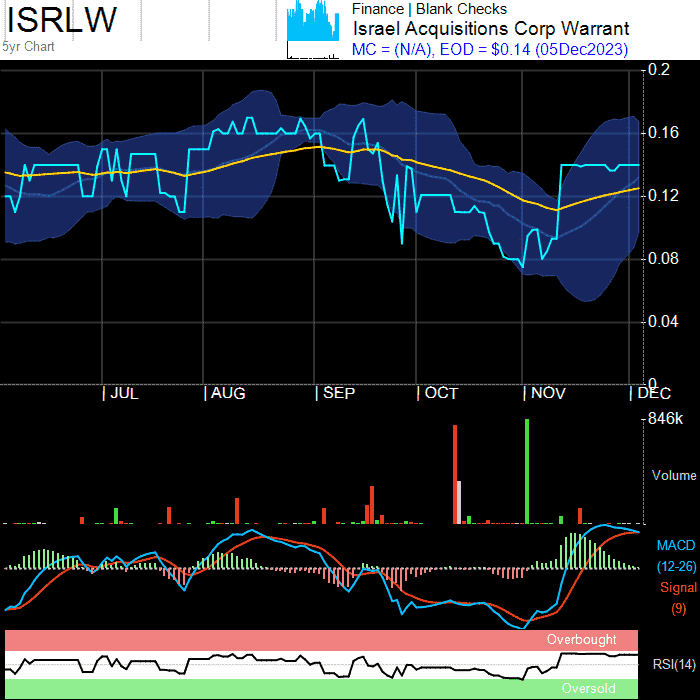 ISRLW
5yr Chart
Finance | Blank Checks
Israel Acquisitions Corp Warrant
MC = (N/A), EOD = $0.14 (05Dec2023)
0.2
0.16
0.12
0.08
0.04
0
| JUL | AUG | SEP | OCT | NOV | DEC
846k
Volume
MACD
(12-26)
Signal
(9)
Overbought
RSI(14)
Oversold